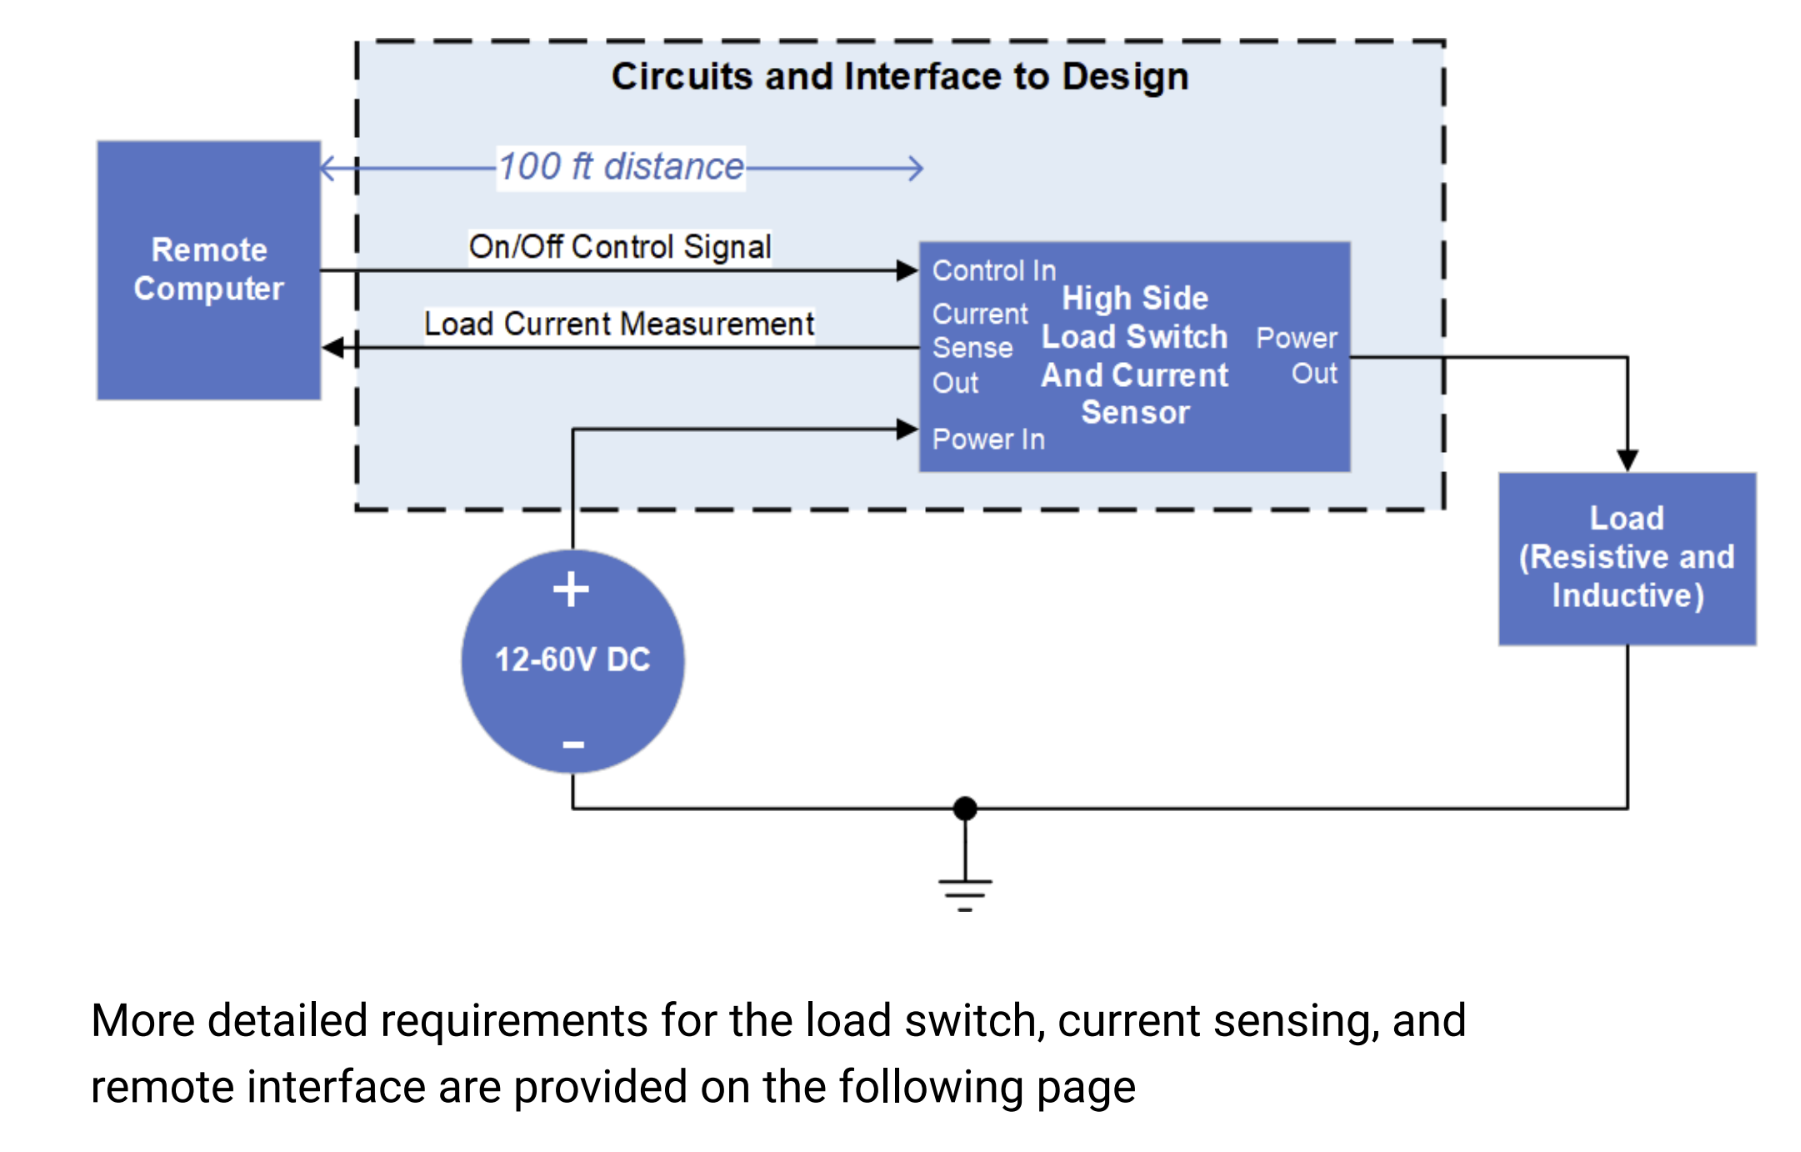 Circuits and Interface to Design
100 ft distance
Remote
Computer
On/Off Control Signal
Load Current Measurement
Control In
Current
Sense
Out
Power In
High Side
Load Switch
And Current
Sensor
Power
Out
Load
(Resistive and
Inductive)
+
12-60V DC
-
More detailed requirements for the load switch, current sensing, and
remote interface are provided on the following page